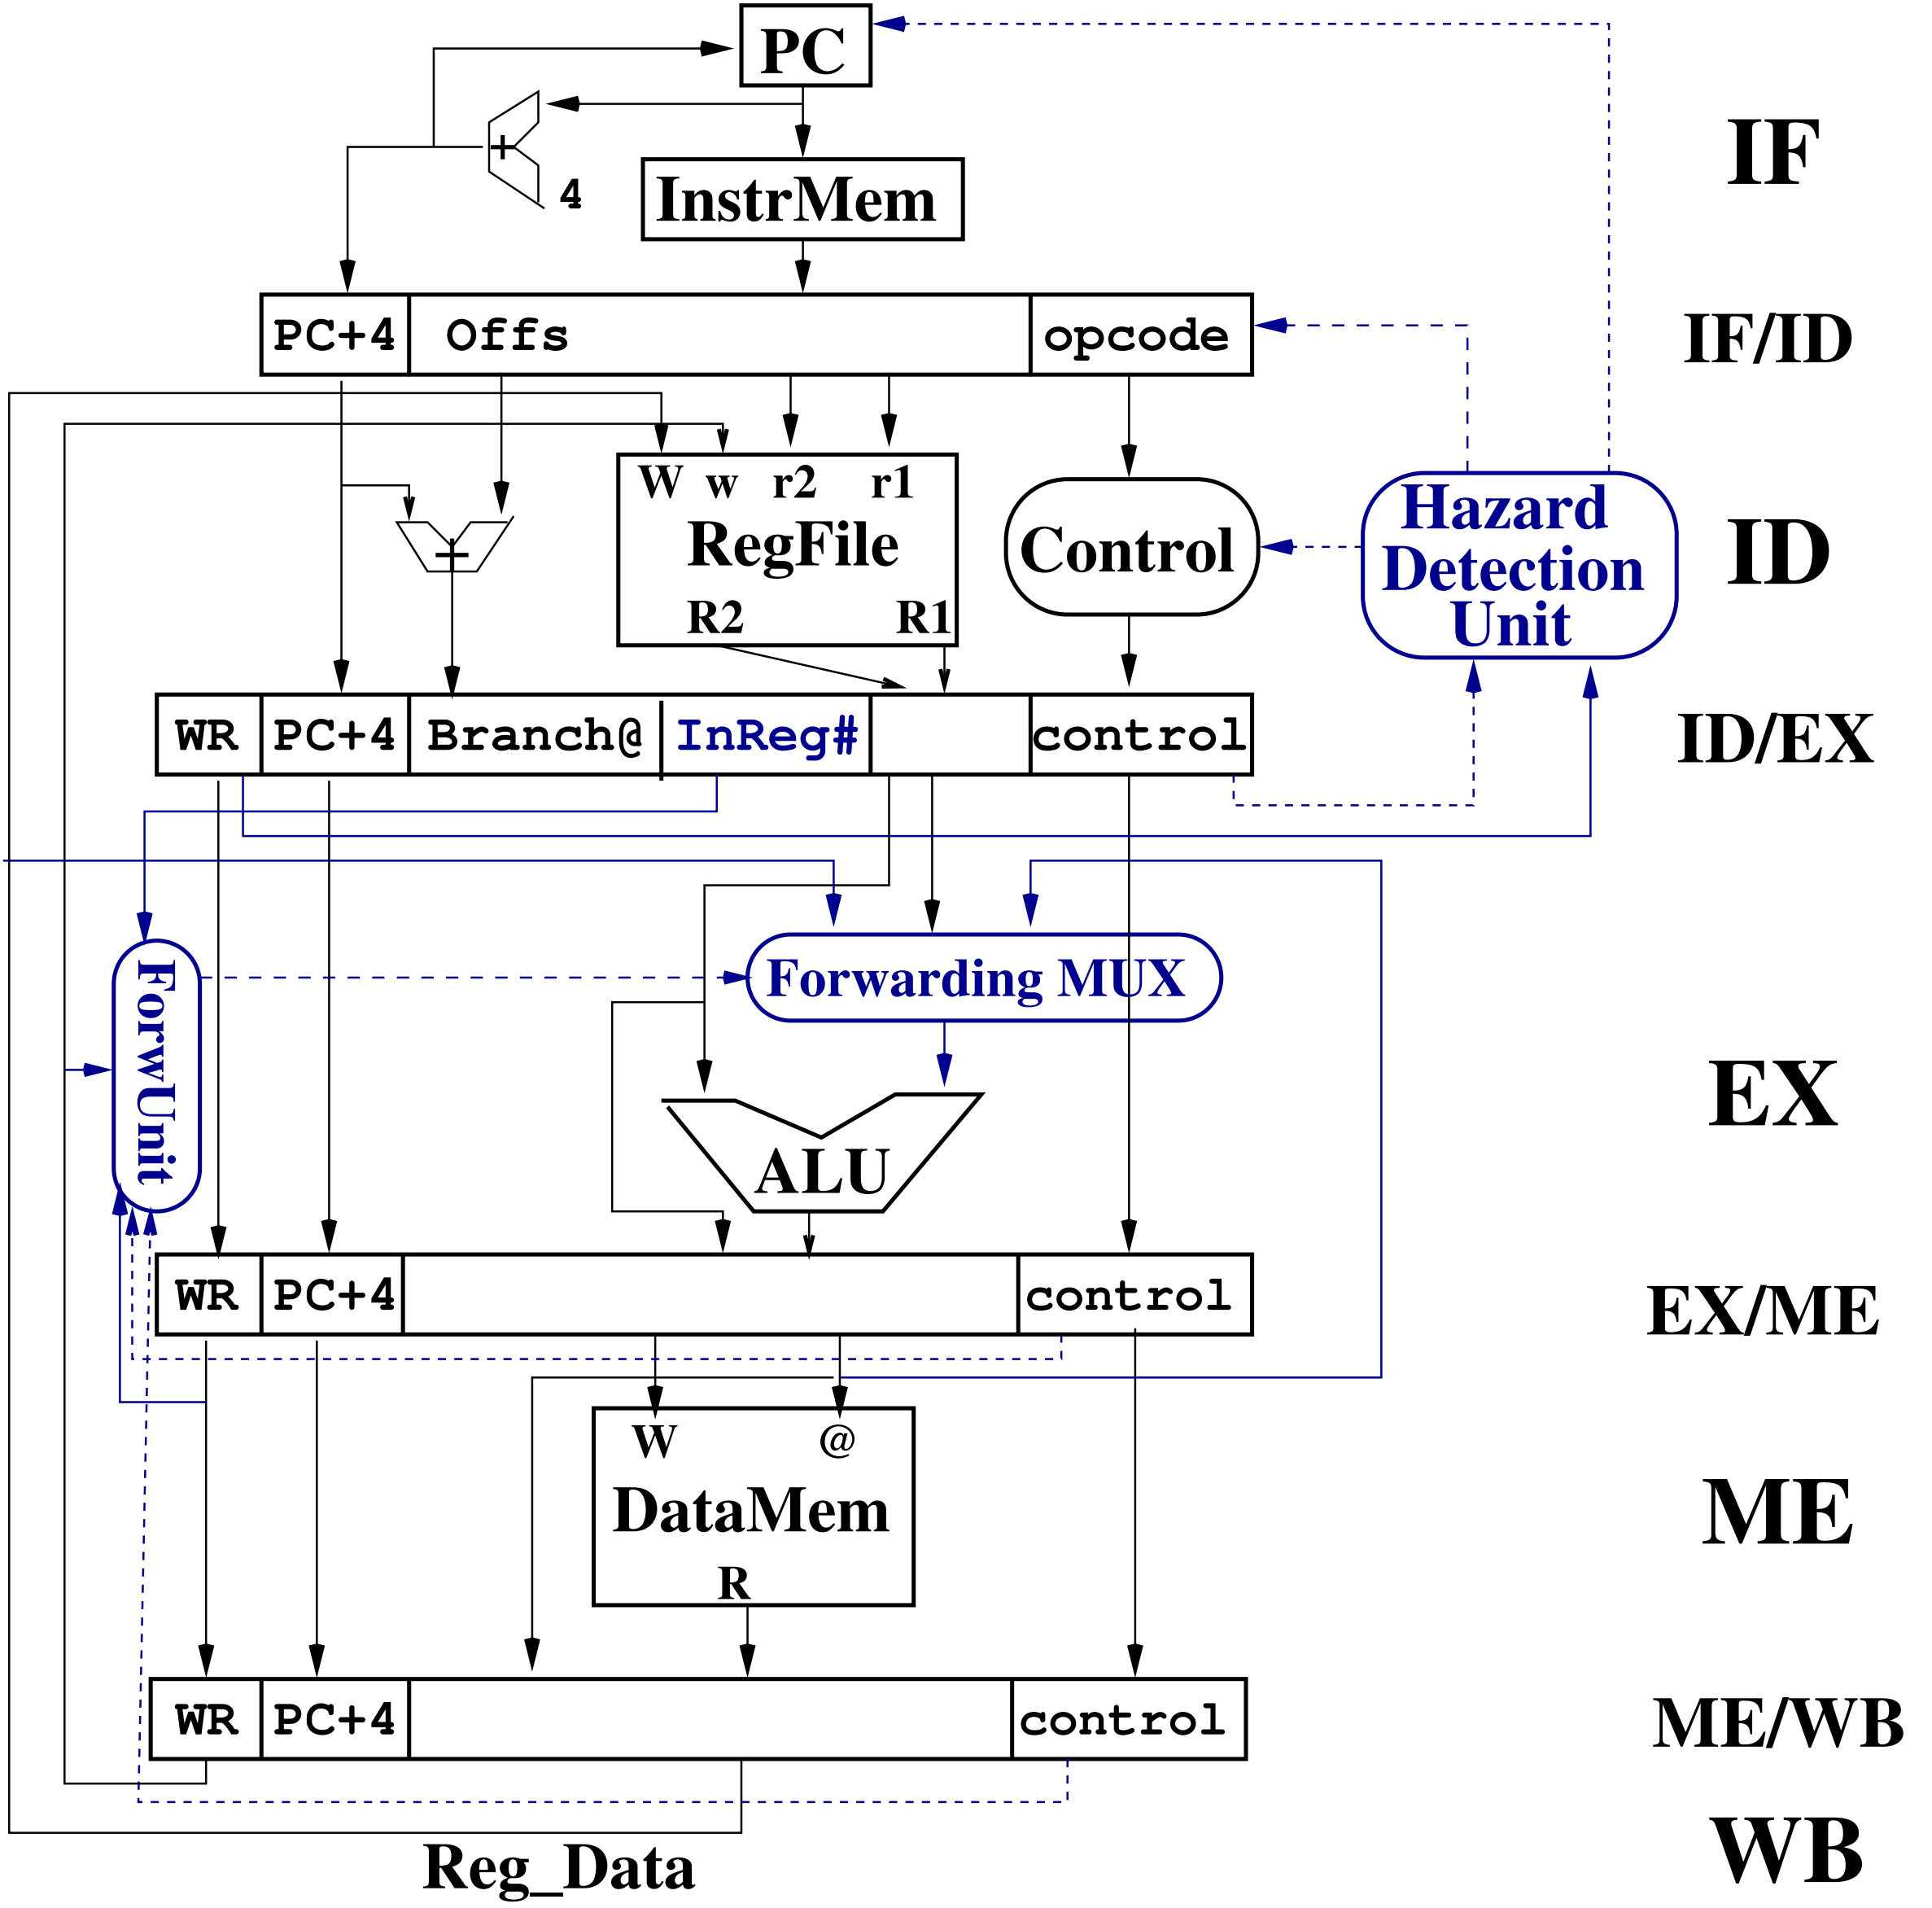 PC
IF
+
4
InstrMem
PC+4 Offs opcode IF/ID
W w r2 r1
RegFile
R2 R1
+
Control
Hazard
Detection
Unit
ID
WR PC+4 Branch@ InReg# control ID/EX
Forwarding MUX
ForwUnit
EX
ALU
WR PC+4 control EX/ME
W @
DataMem
R
ME
WR PC+4 control ME/WB
Reg_Data
WB